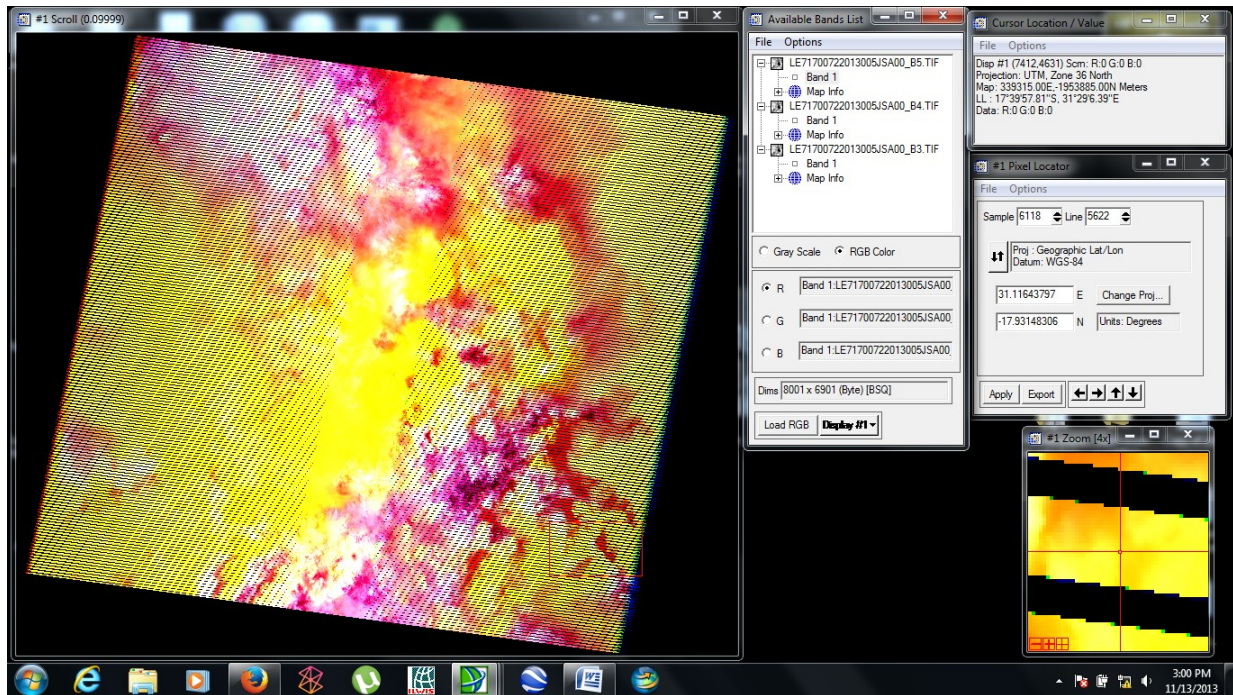 #1 Scroll (0.09999)
Available Bands List
File Options
LE71700722013005JSA00_B5.TIF
Band 1
Map Info
LE71700722013005JSA00_B4.TIF
Band 1
Map Info
LE71700722013005JSA00_B3.TIF
Band 1
Map Info
Gray Scale RGB Color
R Band 1:LE71700722013005JSA00_
G Band 1:LE71700722013005JSA00_
B Band 1:LE71700722013005JSA00_
Dims 8001 x 6901 (Byte) [BSQ]
Load RGB Display #1
Cursor Location / Value
File Options
Disp #1 (7412,4631) Scrn: R:0 G:0 B:0
Projection: UTM, Zone 36 North
Map: 339315.00E,-1953885.00N Meters
LL : 17°39'57.81"S, 31°29'6.39"E
Data: R:0 G:0 B:0
#1 Pixel Locator
File Options
Sample 6118 Line 5622
Proj : Geographic Lat/Lon
Datum: WGS-84
31.11643797 E Change Proj...
-17.93148306 N Units: Degrees
Apply Export
#1 Zoom [4x]
ILWIS
3:00 PM
11/13/2013